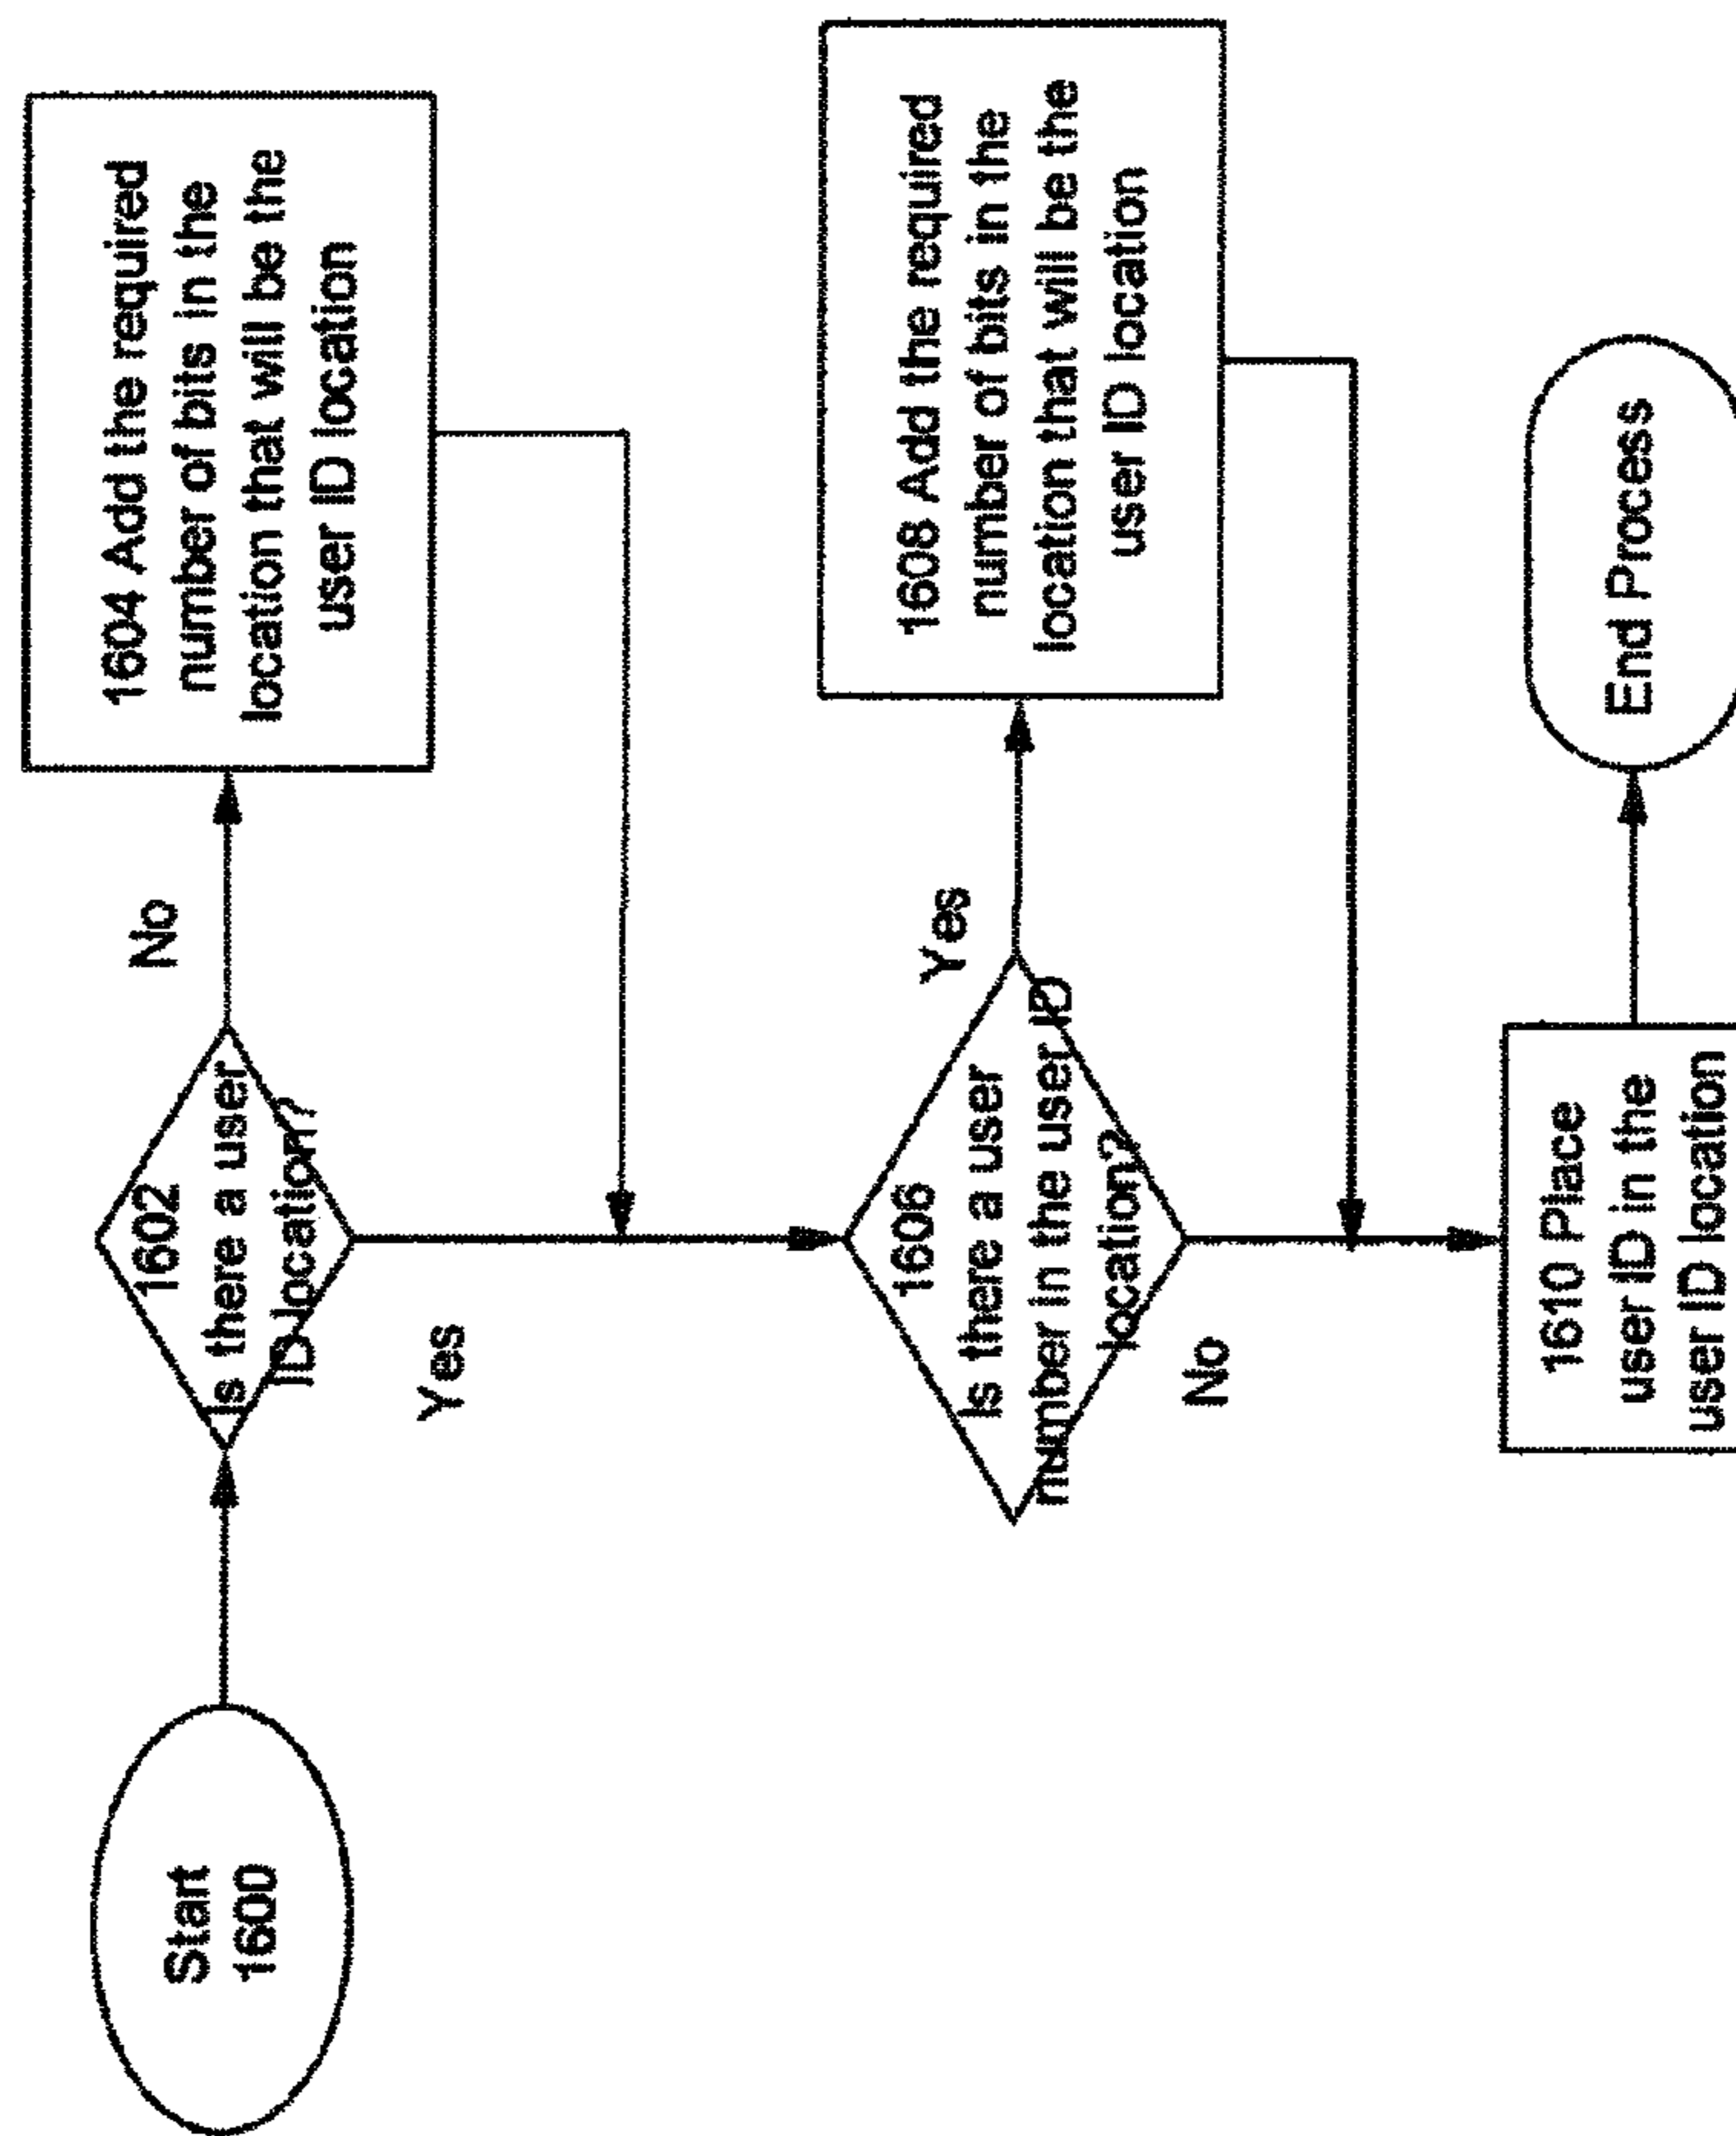 Start
1600
1602
Is there a user
ID location?
No
1604 Add the required
number of bits in the
location that will be the
user ID location
Yes
1606
Is there a user
number in the user ID
location?
Yes
1608 Add the required
number of bits in the
location that will be the
user ID location
No
1610 Place
user ID in the
user ID location
End Process